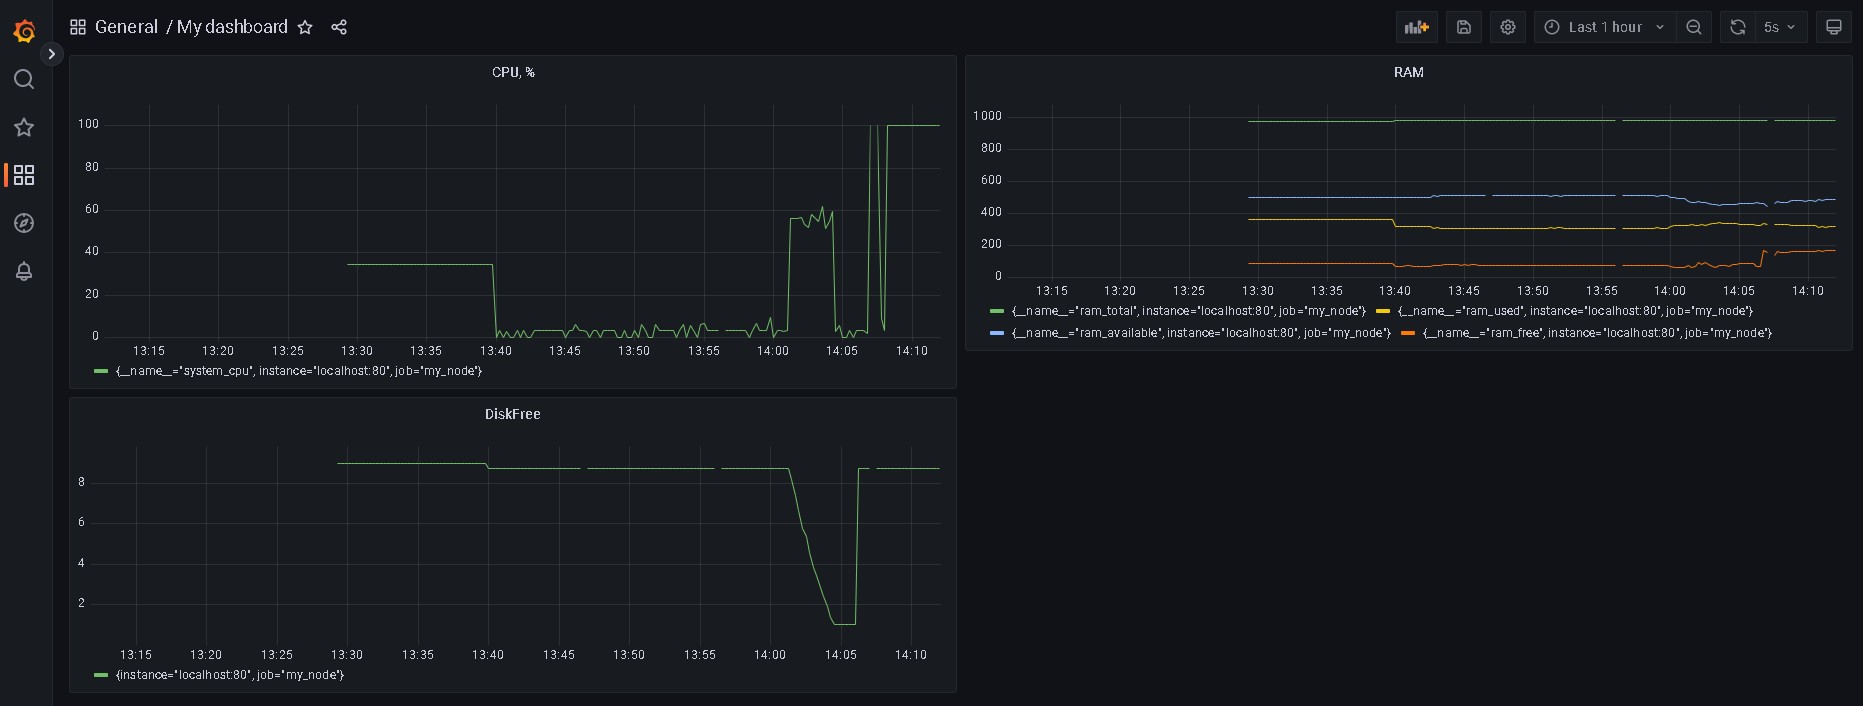 General / My dashboard
Last 1 hour
5s
CPU, %
100
80
60
40
20
0
13:15 13:20 13:25 13:30 13:35 13:40 13:45 13:50 13:55 14:00 14:05 14:10
{__name__="system_cpu", instance="localhost:80", job="my_node"}
RAM
1000
800
600
400
200
0
13:15 13:20 13:25 13:30 13:35 13:40 13:45 13:50 13:55 14:00 14:05 14:10
{__name__="ram_total", instance="localhost:80", job="my_node"} {__name__="ram_used", instance="localhost:80", job="my_node"}
{__name__="ram_available", instance="localhost:80", job="my_node"} {__name__="ram_free", instance="localhost:80", job="my_node"}
DiskFree
8
6
4
2
13:15 13:20 13:25 13:30 13:35 13:40 13:45 13:50 13:55 14:00 14:05 14:10
{instance="localhost:80", job="my_node"}